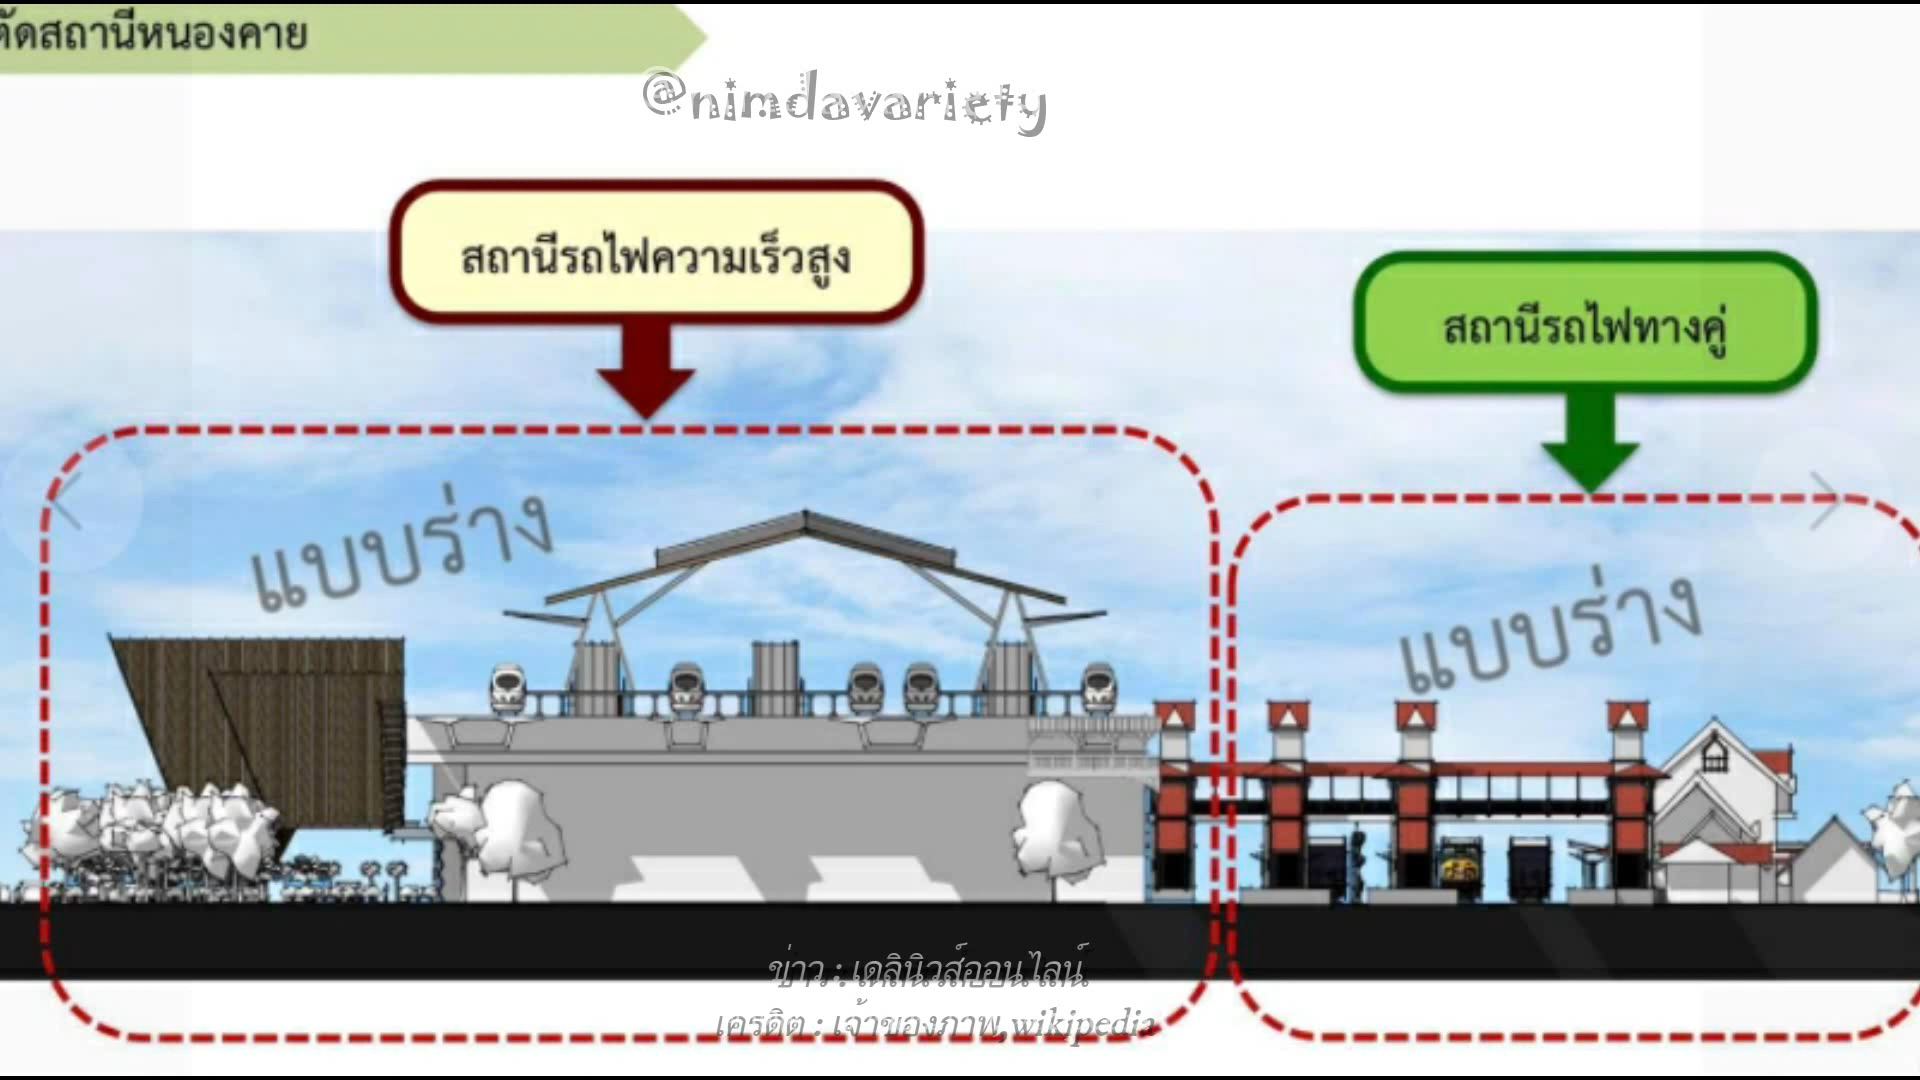 ตัดสถานีหนองคาย
@nimdavariety
สถานีรถไฟความเร็วสูง
สถานีรถไฟทางคู่
แบบร่าง
แบบร่าง
ข่าว : เดลินิวส์ออนไลน์
เครดิต : เจ้าของภาพ,wikipedia